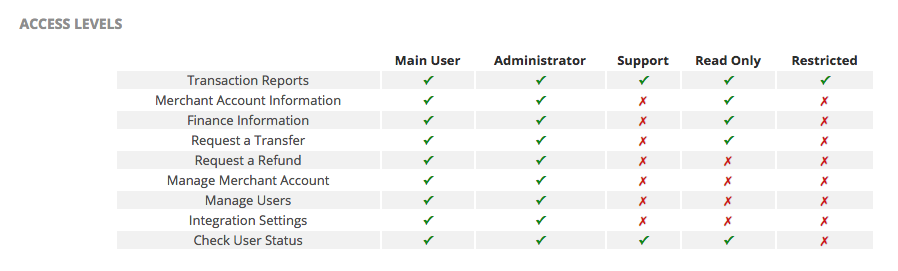 ACCESS LEVELS
Main User Administrator Support Read Only Restricted
Transaction Reports ✓ ✓ ✓ ✓ ✓
Merchant Account Information ✓ ✓ ✗ ✓ ✗
Finance Information ✓ ✓ ✗ ✓ ✗
Request a Transfer ✓ ✓ ✗ ✓ ✗
Request a Refund ✓ ✓ ✗ ✗ ✗
Manage Merchant Account ✓ ✓ ✗ ✗ ✗
Manage Users ✓ ✓ ✗ ✗ ✗
Integration Settings ✓ ✓ ✗ ✗ ✗
Check User Status ✓ ✓ ✓ ✓ ✗